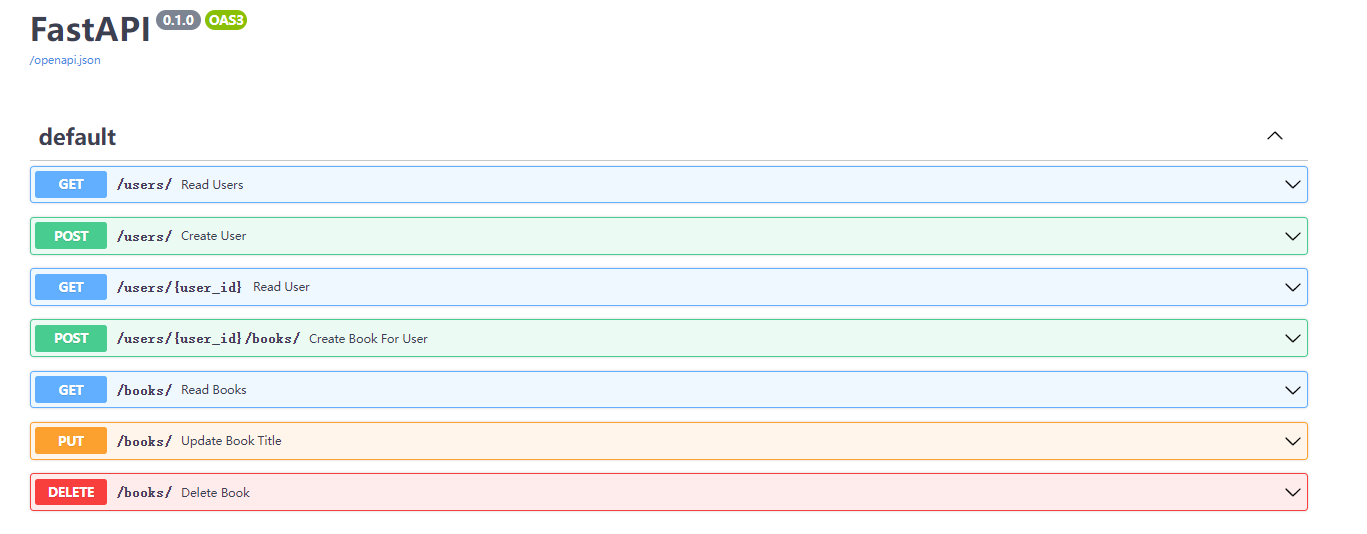 FastAPI 0.1.0 OAS3
/openapi.json
default
GET /users/ Read Users
POST /users/ Create User
GET /users/{user_id} Read User
POST /users/{user_id}/books/ Create Book For User
GET /books/ Read Books
PUT /books/ Update Book Title
DELETE /books/ Delete Book